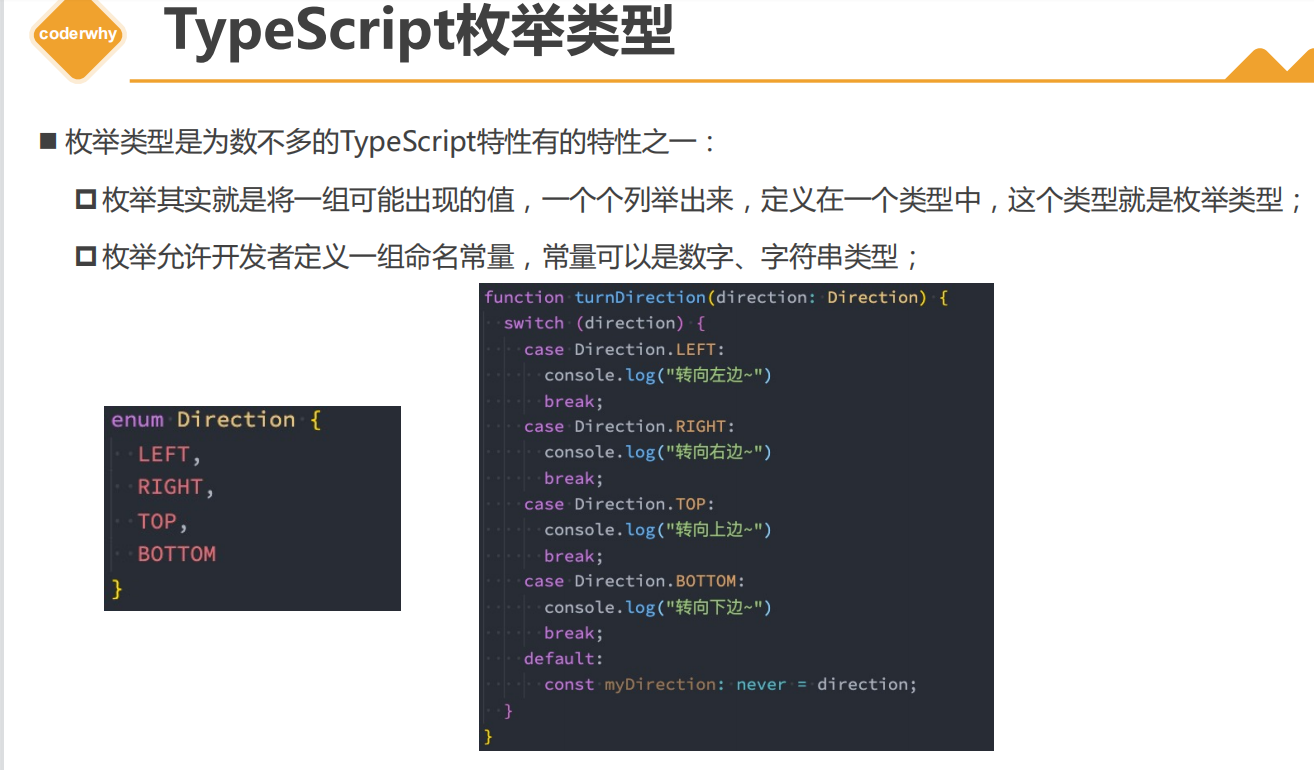 coderwhy
TypeScript枚举类型
枚举类型是为数不多的TypeScript特性有的特性之一：
枚举其实就是将一组可能出现的值，一个个列举出来，定义在一个类型中，这个类型就是枚举类型；
枚举允许开发者定义一组命名常量，常量可以是数字、字符串类型；
enum Direction {
  LEFT,
  RIGHT,
  TOP,
  BOTTOM
}
function turnDirection(direction: Direction) {
  switch (direction) {
    case Direction.LEFT:
      console.log("转向左边~")
      break;
    case Direction.RIGHT:
      console.log("转向右边~")
      break;
    case Direction.TOP:
      console.log("转向上边~")
      break;
    case Direction.BOTTOM:
      console.log("转向下边~")
      break;
    default:
      const myDirection: never = direction;
  }
}